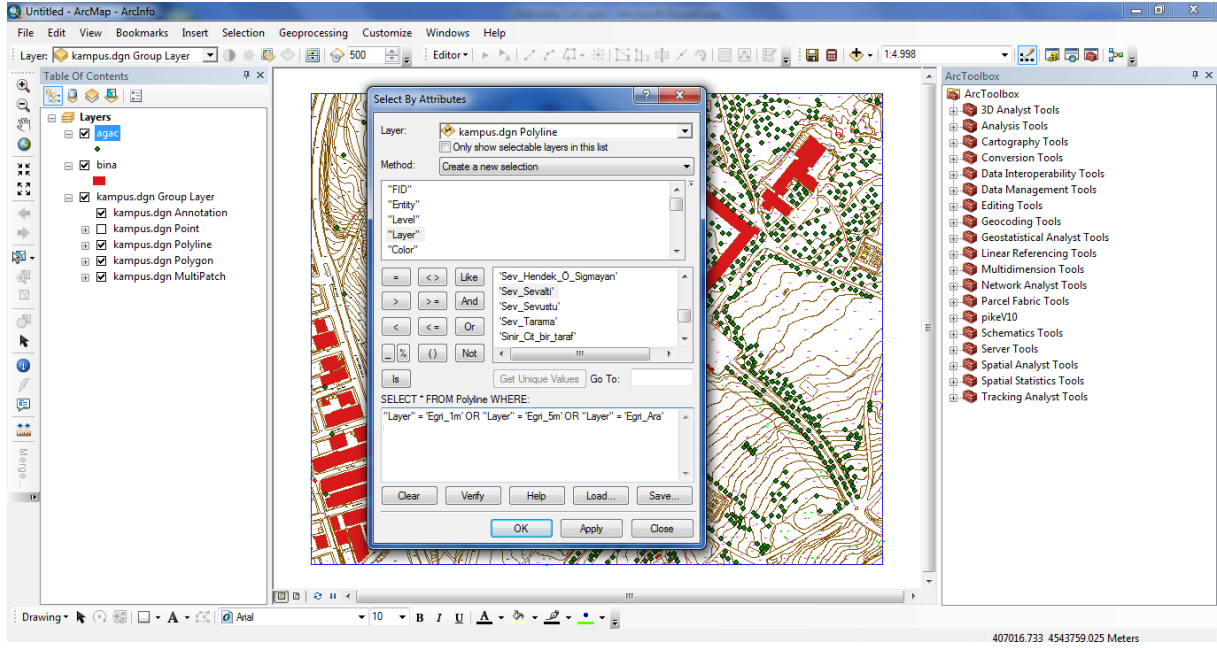 Untitled - ArcMap - ArcInfo
File Edit View Bookmarks Insert Selection Geoprocessing Customize Windows Help
Layer: kampus.dgn Group Layer 500 Editor 1:4.998
Table Of Contents
Layers
agac
bina
kampus.dgn Group Layer
kampus.dgn Annotation
kampus.dgn Point
kampus.dgn Polyline
kampus.dgn Polygon
kampus.dgn MultiPatch
Merge...
Select By Attributes
Layer: kampus.dgn Polyline
Only show selectable layers in this list
Method: Create a new selection
"FID"
"Entity"
"Level"
"Layer"
"Color"
= < > Like
> > = And
< < = Or
_ % () Not
Is
'Sev_Hendek_Ö_Sigmayan'
'Sev_Sevalti'
'Sev_Sevustu'
'Sev_Tarama'
'Sinir_Cit_bir_taraf'
Get Unique Values Go To:
SELECT * FROM Polyline WHERE:
"Layer" = 'Egri_1m' OR "Layer" = 'Egri_5m' OR "Layer" = 'Egri_Ara'
Clear Verify Help Load... Save...
OK Apply Close
ArcToolbox
ArcToolbox
3D Analyst Tools
Analysis Tools
Cartography Tools
Conversion Tools
Data Interoperability Tools
Data Management Tools
Editing Tools
Geocoding Tools
Geostatistical Analyst Tools
Linear Referencing Tools
Multidimension Tools
Network Analyst Tools
Parcel Fabric Tools
pikeV10
Schematics Tools
Server Tools
Spatial Analyst Tools
Spatial Statistics Tools
Tracking Analyst Tools
Drawing A Arial 10 B I U A
407016.733 4543759.025 Meters